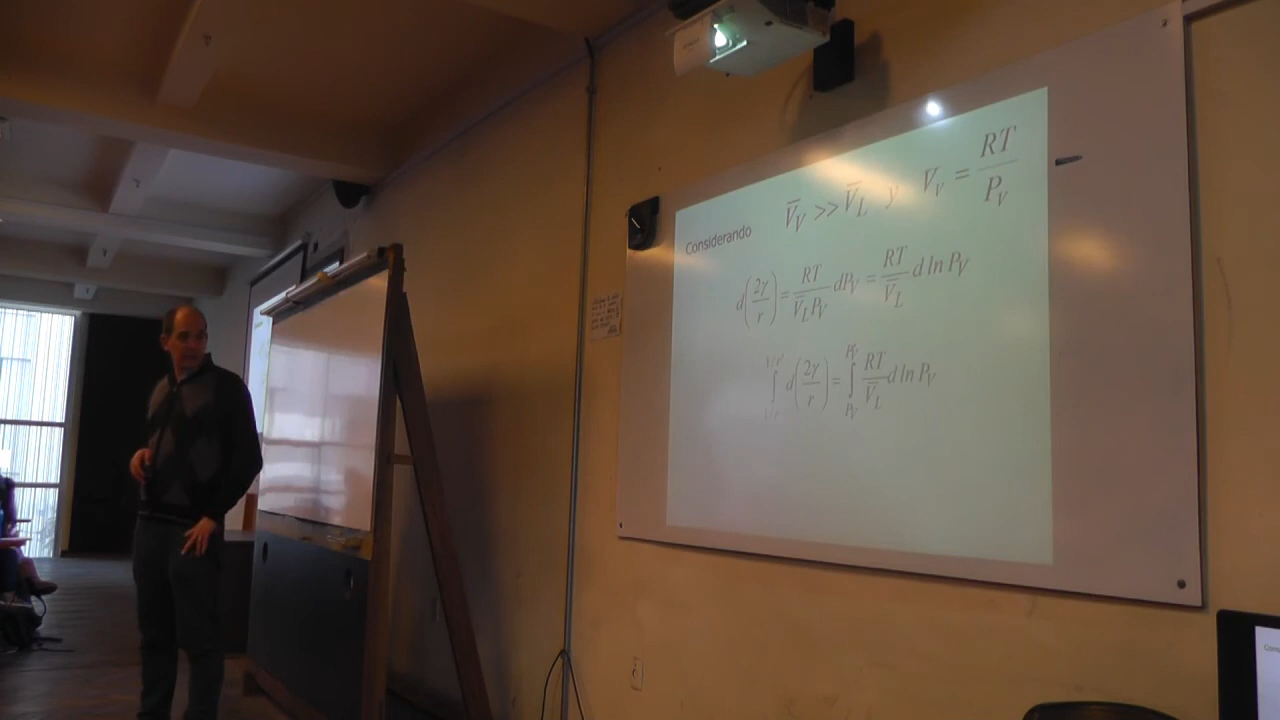 Considerando V̄_V >> V̄_L y V̄_V = RT/P_V
d(2γ/r) = RT/(V̄_L P_V) dP_V = RT/V̄_L d ln P_V
∫ d(2γ/r) = ∫ RT/V̄_L d ln P_V